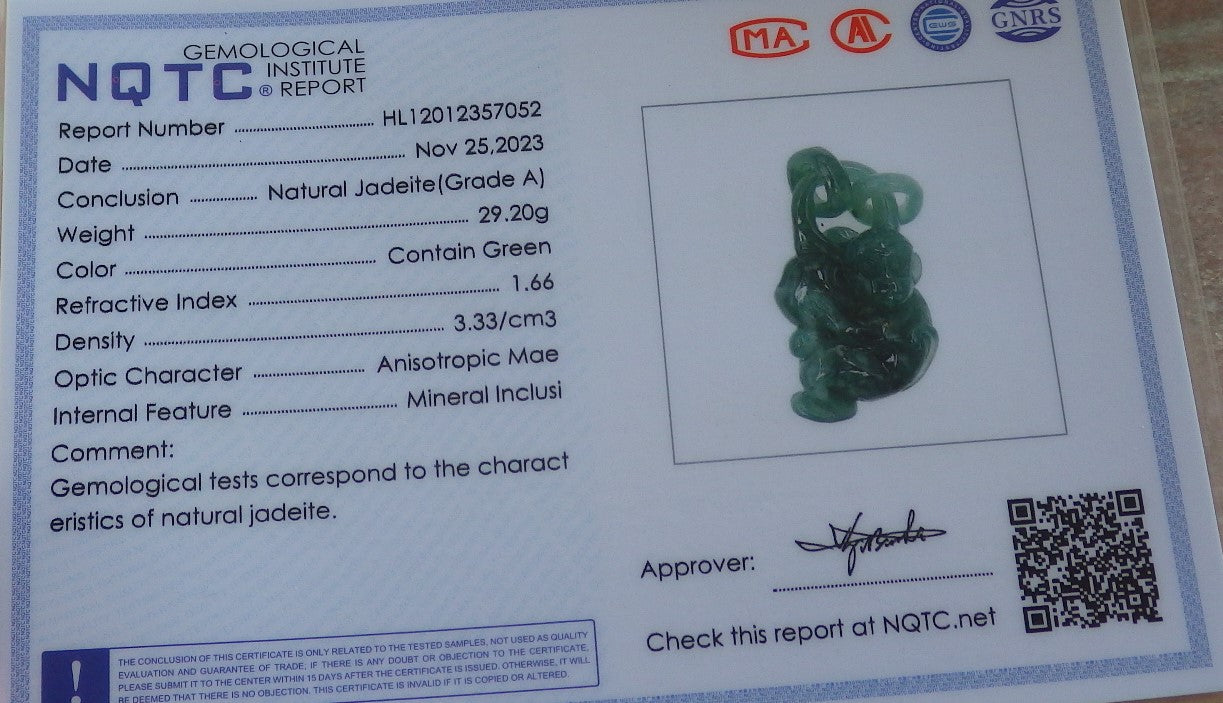 GEMOLOGICAL
NQTC INSTITUTE
® REPORT
MA
GNRS
Report Number HL12012357052
Date Nov 25,2023
Conclusion Natural Jadeite(Grade A)
Weight 29.20g
Color Contain Green
Refractive Index 1.66
Density 3.33/cm3
Optic Character Anisotropic Mae
Internal Feature Mineral Inclusi
Comment:
Gemological tests correspond to the charact
eristics of natural jadeite.
Approver:
Check this report at NQTC.net
!
THE CONCLUSION OF THIS CERTIFICATE IS ONLY RELATED TO THE TESTED SAMPLES, NOT USED AS QUALITY
EVALUATION AND GUARANTEE OF TRADE. IF THERE IS ANY DOUBT OR OBJECTION TO THE CERTIFICATE,
PLEASE SUBMIT IT TO THE CENTER WITHIN 15 DAYS AFTER THE CERTIFICATE IS ISSUED. OTHERWISE, IT WILL
BE DEEMED THAT THERE IS NO OBJECTION. THIS CERTIFICATE IS INVALID IF IT IS COPIED OR ALTERED.